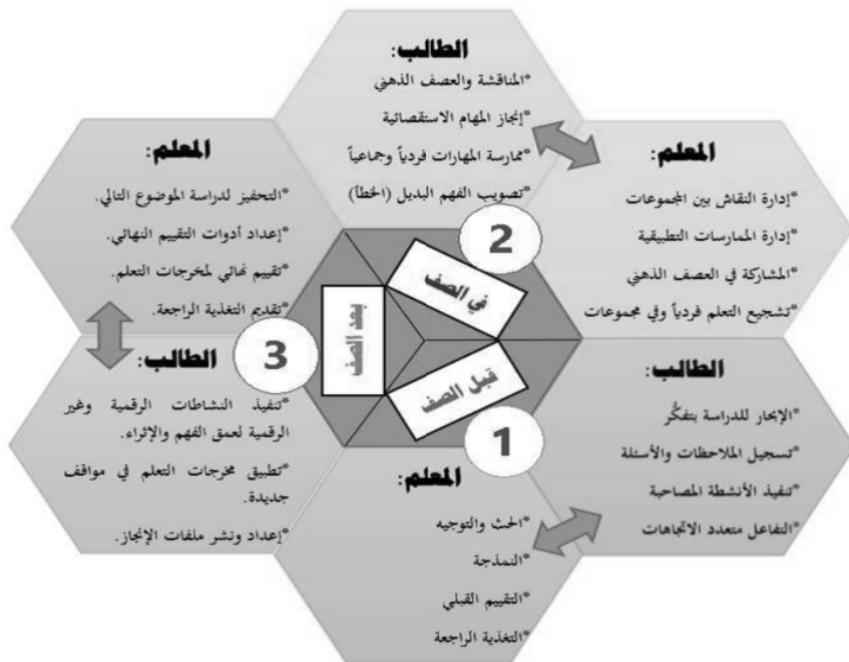 الطالب:
*المناقشة والعصف الذهني
*إنجاز المهام الاستقصائية
*ممارسة المهارات فردياً وجماعياً
*تصويب الفهم البديل (الخطأ)
المعلم:
*إدارة النقاش بين المجموعات
*إدارة الممارسات التطبيقية
*المشاركة في العصف الذهني
*تشجيع التعلم فردياً وفي مجموعات
المعلم:
*التحفيز لدراسة الموضوع التالي.
*إعداد أدوات التقييم النهائي.
*تقييم نهائي لمخرجات التعلم.
*تقديم التغذية الراجعة.
2
في الصف
3
بعد الصف
قبل الصف
1
الطالب:
*الإبحار للدراسة بتفكُّر
*تسجيل الملاحظات والأسئلة
*تنفيذ الأنشطة المصاحبة
*التفاعل متعدد الاتجاهات
الطالب:
*تنفيذ النشاطات الرقمية وغير
الرقمية لعمق الفهم والإثراء.
*تطبيق مخرجات التعلم في مواقف
جديدة.
*إعداد ونشر ملفات الإنجاز.
المعلم:
*الحث والتوجيه
*النمذجة
*التقييم القبلي
*التغذية الراجعة